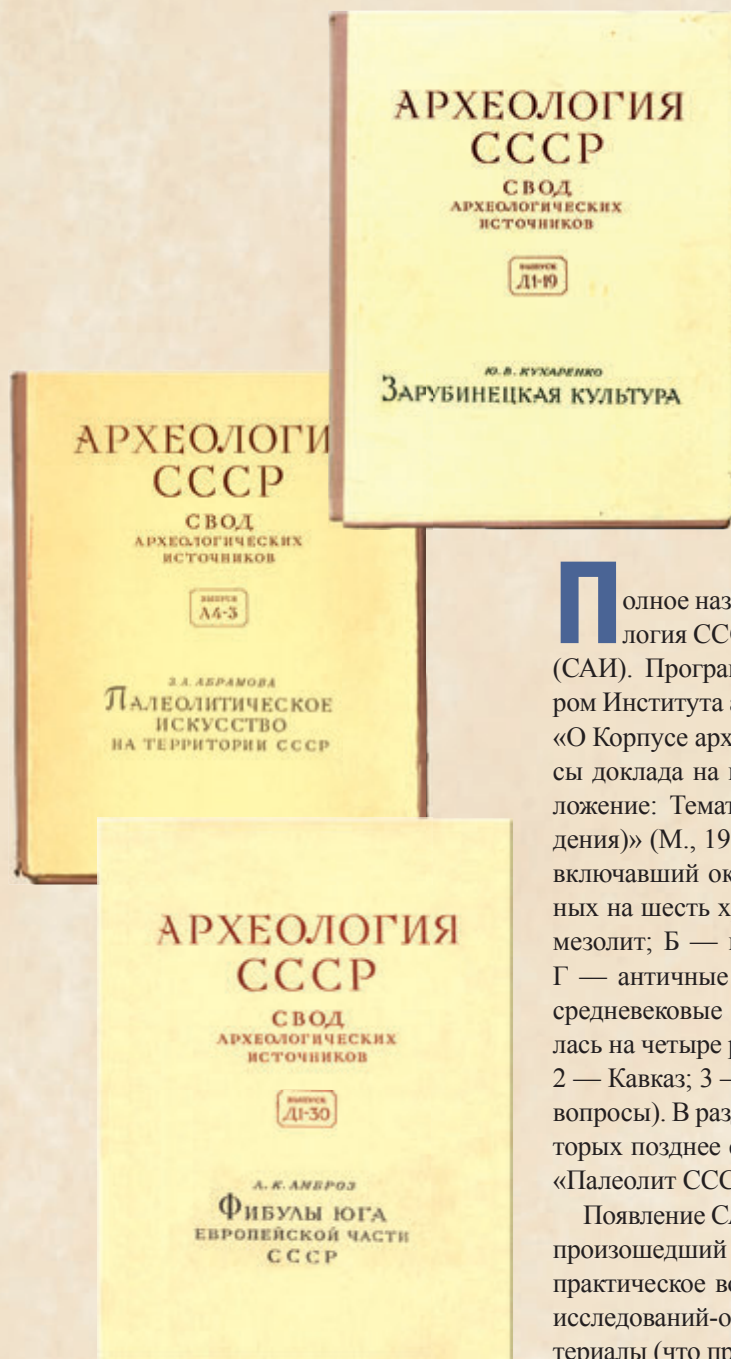 АРХЕОЛОГИЯ
СССР
СВОД
АРХЕОЛОГИЧЕСКИХ
ИСТОЧНИКОВ
ВЫПУСК
Д1-19
Ю. В. КУХАРЕНКО
ЗАРУБИНЕЦКАЯ КУЛЬТУРА
АРХЕОЛОГИ
СССР
СВОД
АРХЕОЛОГИЧЕСКИХ
ИСТОЧНИКОВ
ВЫПУСК
А4-3
З. А. АБРАМОВА
ПАЛЕОЛИТИЧЕСКОЕ
ИСКУССТВО
НА ТЕРРИТОРИИ СССР
АРХЕОЛОГИЯ
СССР
СВОД
АРХЕОЛОГИЧЕСКИХ
ИСТОЧНИКОВ
ВЫПУСК
Д1-30
А. К. АМБРОЗ
ФИБУЛЫ ЮГА
ЕВРОПЕЙСКОЙ ЧАСТИ
СССР
Полное наз
логия ССС
(САИ). Програм
ром Института а
«О Корпусе арх
сы доклада на п
ложение: Темат
дения)» (М., 19
включавший ок
ных на шесть х
мезолит; Б —
Г — античные
средневековые
лась на четыре р
2 — Кавказ; 3 —
вопросы). В раз
торых позднее с
«Палеолит ССС
Появление СА
произошедший
практическое во
исследований-о
териалы (что пр